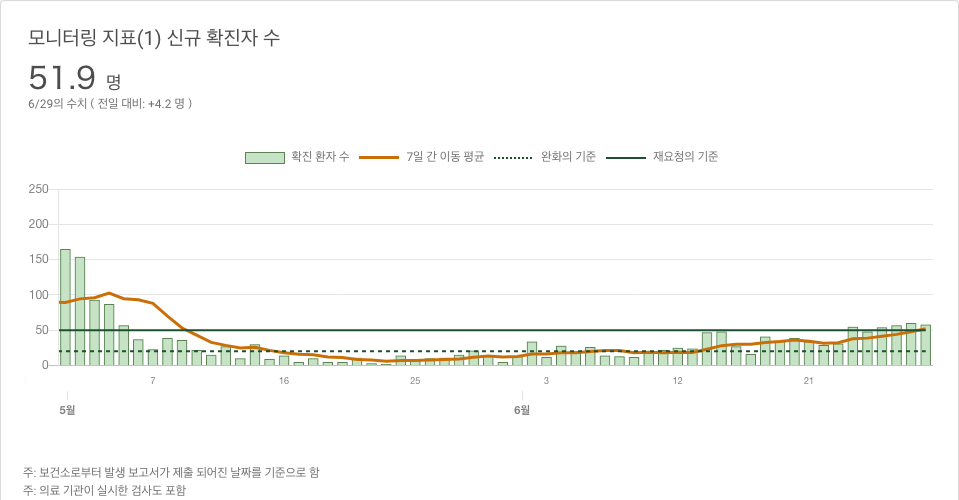 모니터링 지표(1) 신규 확진자 수
51.9 명
6/29의 수치 ( 전일 대비: +4.2 명 )
확진 환자 수 7일 간 이동 평균 완화의 기준 재요청의 기준
250
200
150
100
50
0
7 16 25 3 12 21
5월 6월
주: 보건소로부터 발생 보고서가 제출 되어진 날짜를 기준으로 함
주: 의료 기관이 실시한 검사도 포함